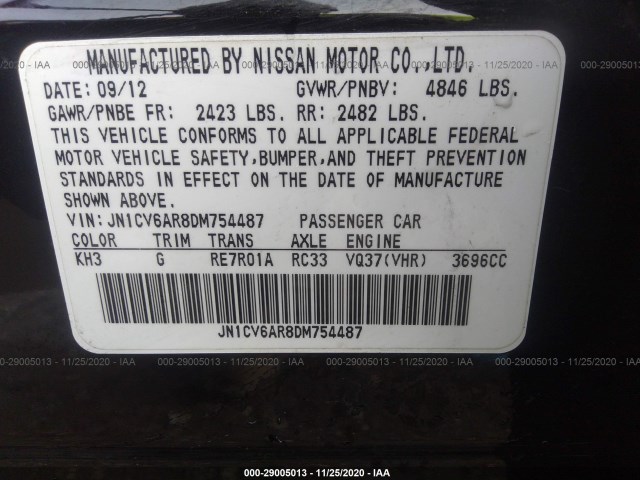 MANUFACTURED BY NISSAN MOTOR CO.,LTD.
DATE: 09/12 GVWR/PNBV: 4846 LBS.
GAWR/PNBE FR: 2423 LBS. RR: 2482 LBS.
THIS VEHICLE CONFORMS TO ALL APPLICABLE FEDERAL
MOTOR VEHICLE SAFETY,BUMPER,AND THEFT PREVENTION
STANDARDS IN EFFECT ON THE DATE OF MANUFACTURE
SHOWN ABOVE.
VIN: JN1CV6AR8DM754487 PASSENGER CAR
COLOR TRIM TRANS AXLE ENGINE
KH3 G RE7R01A RC33 VQ37(VHR) 3696CC
JN1CV6AR8DM754487
000-29005013 - 11/25/2020 - IAA